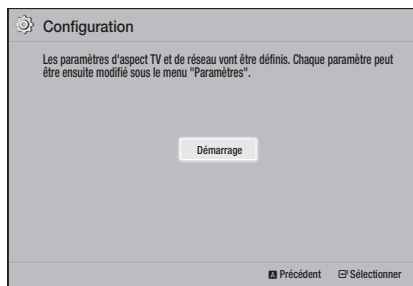 Configuration
Les paramètres d'aspect TV et de réseau vont être définis. Chaque paramètre peut
être ensuite modifié sous le menu "Paramètres".
Démarrage
A Précédent Sélectionner